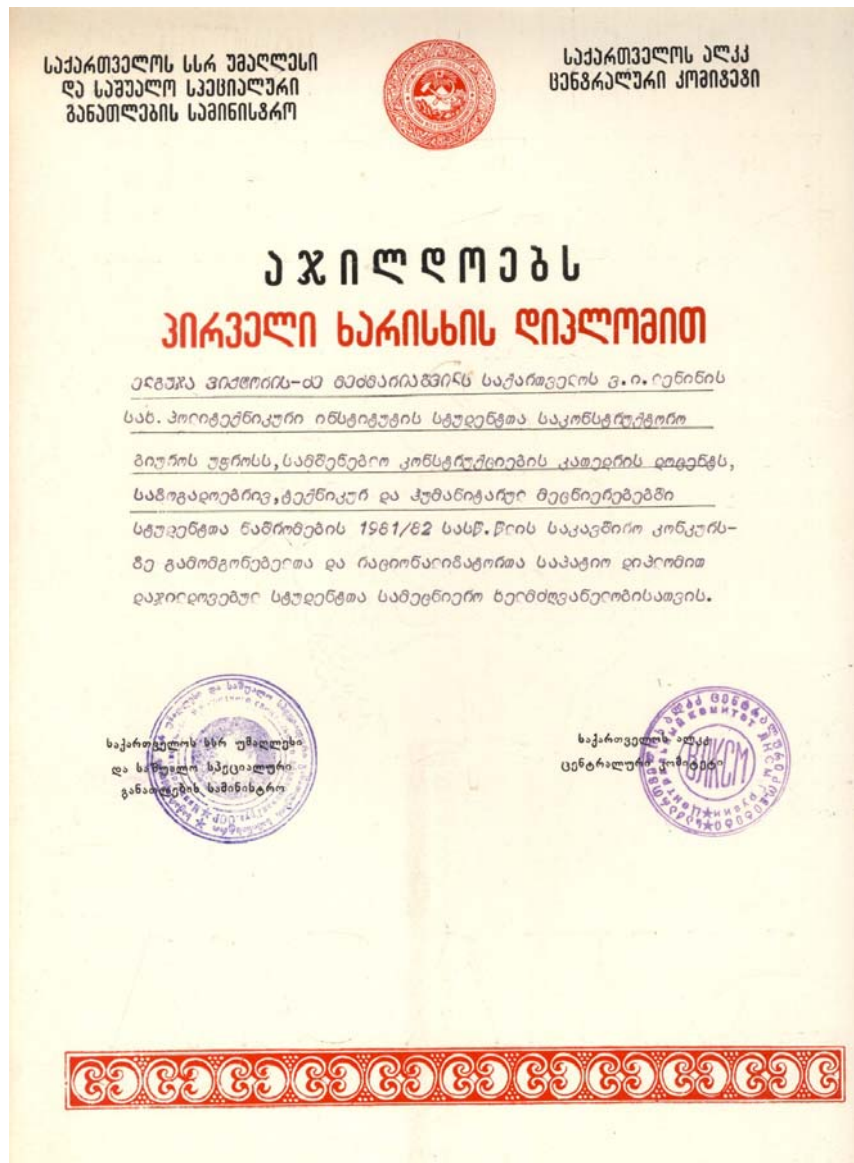 საქართველოს სსრ უმაღლესი
და საშუალო სპეციალური
განათლების სამინისტრო
საქართველოს ალკკ
ცენტრალური კომიტეტი
აჯილდოებს
პირველი ხარისხის დიპლომით
ელგუჯა ვიქტორის-ძე მეძმარიაშვილს საქართველოს ვ.ი.ლენინის
სახ.პოლიტექნიკური ინსტიტუტის სტუდენტთა საკონსტრუქტორო
ბიუროს უფროსს,სამშენებლო კონსტრუქციების კათედრის დოცენტს,
საზოგადოებრივ,ტექნიკურ და ჰუმანიტარულ მეცნიერებებში
სტუდენტთა ნაშრომების 1981/82 სასწ.წლის საკავშირო კონკურს-
ზე გამომგონებელთა და რაციონალიზატორთა საპატიო დიპლომით
დაჯილდოვებულ სტუდენტთა სამეცნიერო ხელმძღვანელობისათვის.
საქართველოს სსრ უმაღლესი
და საშუალო სპეციალური
განათლების სამინისტრო
საქართველოს ალკკ
ცენტრალური კომიტეტი
ВЛКСМ